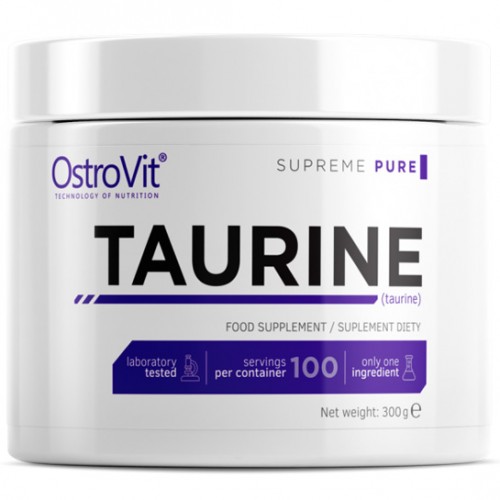 OstroVit®
TECHNOLOGY OF NUTRITION
SUPREME PURE
TAURINE
(taurine)
FOOD SUPPLEMENT / SUPLEMENT DIETY
laboratory tested
servings per container 100
only one ingredient
Net weight: 300g℮